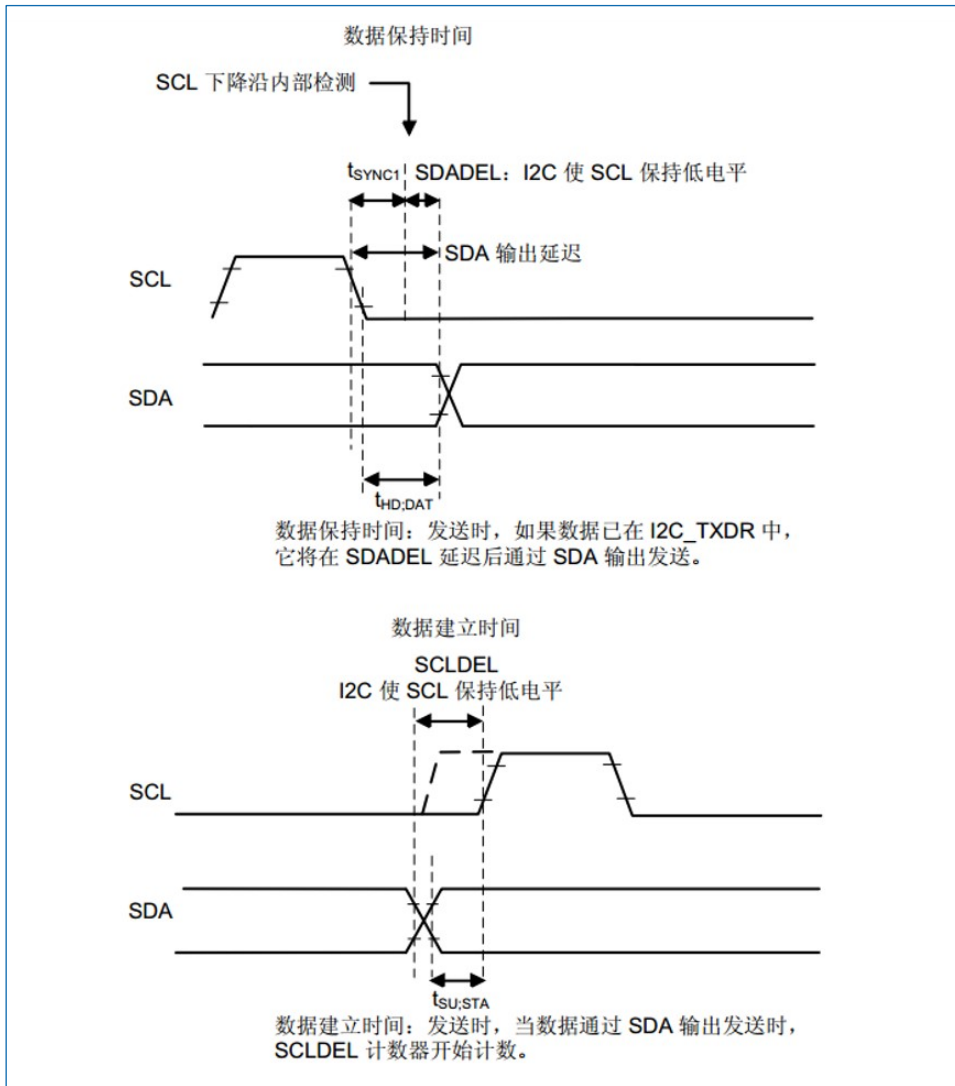 数据保持时间
SCL 下降沿内部检测
tSYNC1 SDADEL：I2C 使 SCL 保持低电平
SDA 输出延迟
SCL
SDA
tHD;DAT
数据保持时间：发送时，如果数据已在 I2C_TXDR 中，
它将在 SDADEL 延迟后通过 SDA 输出发送。
数据建立时间
SCLDEL
I2C 使 SCL 保持低电平
SCL
SDA
tSU;STA
数据建立时间：发送时，当数据通过 SDA 输出发送时，
SCLDEL 计数器开始计数。